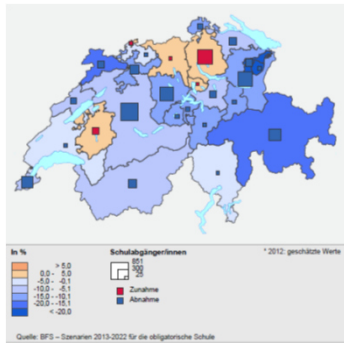 In %
> 5,0
0,0 - 5,0
-5,0 - -0,1
-10,0 - -5,1
-15,0 - -10,1
-20,0 - -15,1
< -20,0
Schulabgänger/innen
651
300
25
Zunahme
Abnahme
* 2012: geschätzte Werte
Quelle: BFS – Szenarien 2013-2022 für die obligatorische Schule